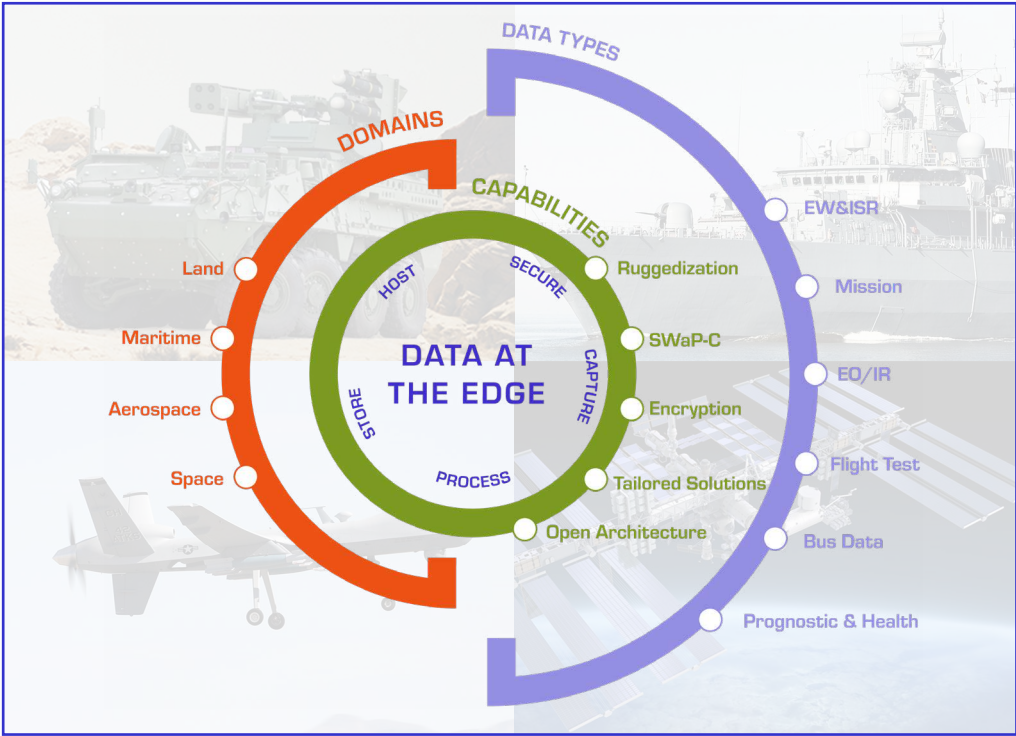 DATA TYPES
DOMAINS
CAPABILITIES
HOST
SECURE
CAPTURE
PROCESS
STORE
DATA AT
THE EDGE
Land
Maritime
Aerospace
Space
Ruggedization
SWaP-C
Encryption
Tailored Solutions
Open Architecture
EW&ISR
Mission
EO/IR
Flight Test
Bus Data
Prognostic & Health